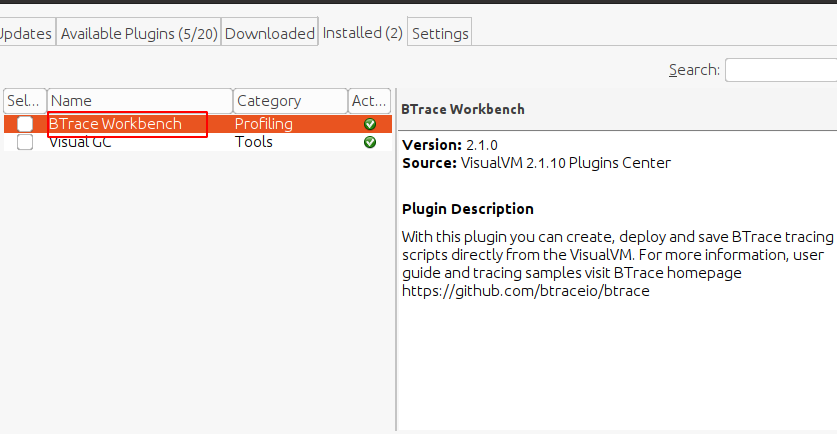 Updates Available Plugins (5/20) Downloaded Installed (2) Settings
Search:
Sel... Name Category Act...
BTrace Workbench Profiling
Visual GC Tools
BTrace Workbench
Version: 2.1.0
Source: VisualVM 2.1.10 Plugins Center
Plugin Description
With this plugin you can create, deploy and save BTrace tracing
scripts directly from the VisualVM. For more information, user
guide and tracing samples visit BTrace homepage
https://github.com/btraceio/btrace